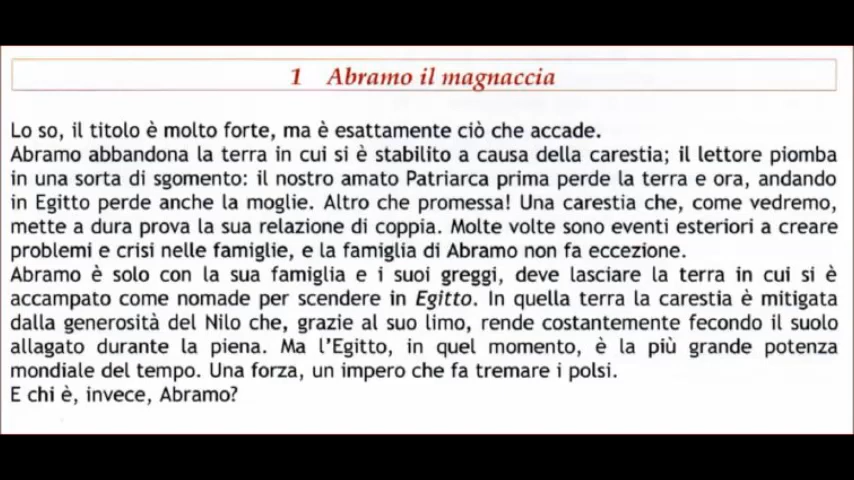 1 Abramo il magnaccia
Lo so, il titolo è molto forte, ma è esattamente ciò che accade.
Abramo abbandona la terra in cui si è stabilito a causa della carestia; il lettore piomba
in una sorta di sgomento: il nostro amato Patriarca prima perde la terra e ora, andando
in Egitto perde anche la moglie. Altro che promessa! Una carestia che, come vedremo,
mette a dura prova la sua relazione di coppia. Molte volte sono eventi esteriori a creare
problemi e crisi nelle famiglie, e la famiglia di Abramo non fa eccezione.
Abramo è solo con la sua famiglia e i suoi greggi, deve lasciare la terra in cui si è
accampato come nomade per scendere in Egitto. In quella terra la carestia è mitigata
dalla generosità del Nilo che, grazie al suo limo, rende costantemente fecondo il suolo
allagato durante la piena. Ma l'Egitto, in quel momento, è la più grande potenza
mondiale del tempo. Una forza, un impero che fa tremare i polsi.
E chi è, invece, Abramo?